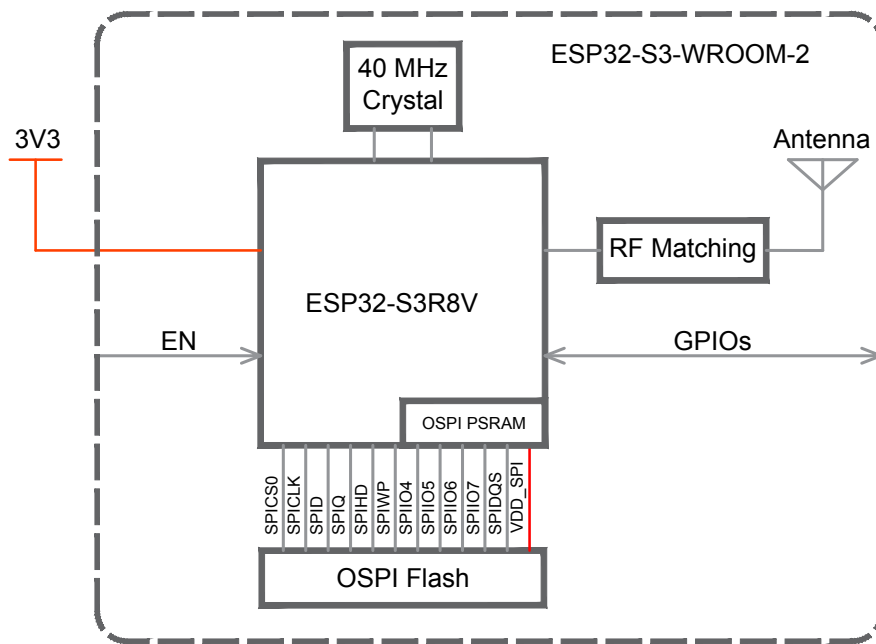 ESP32-S3-WROOM-2
40 MHz
Crystal
3V3
Antenna
RF Matching
ESP32-S3R8V
EN
GPIOs
OSPI PSRAM
SPICS0
SPICLK
SPID
SPIQ
SPIHD
SPIWP
SPIIO4
SPIIO5
SPIIO6
SPIIO7
SPIDQS
VDD_SPI
OSPI Flash